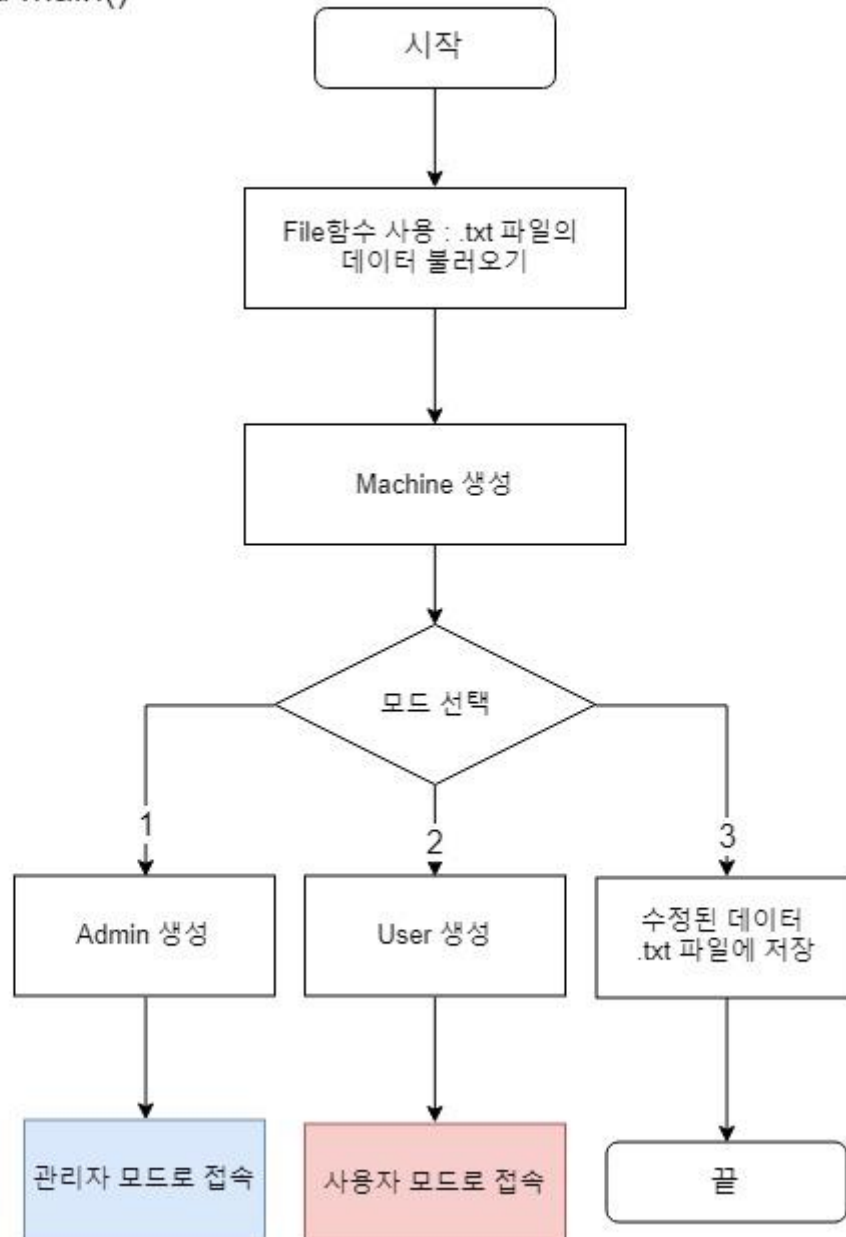 시작
File함수 사용 : .txt 파일의
데이터 불러오기
Machine 생성
모드 선택
1
2
3
Admin 생성
User 생성
수정된 데이터
.txt 파일에 저장
관리자 모드로 접속
사용자 모드로 접속
끝